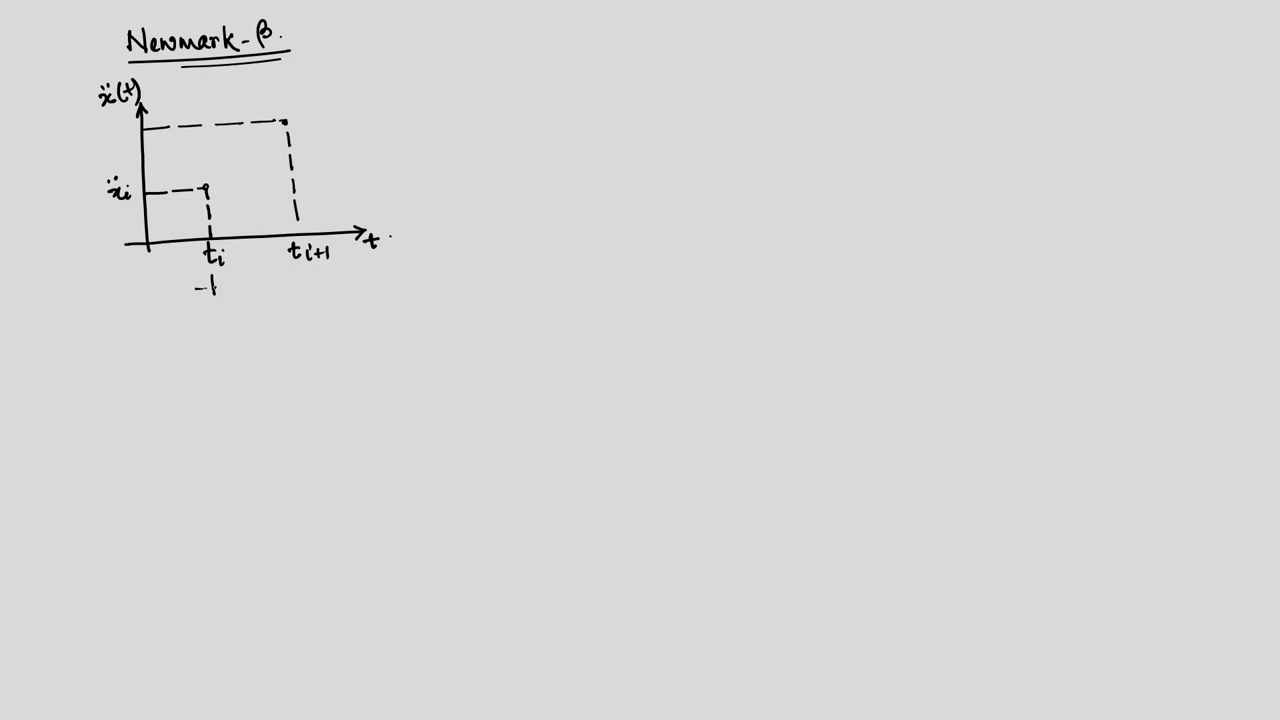 Newmark-β.
ẍ(t)
ẍi
t
ti
ti+1